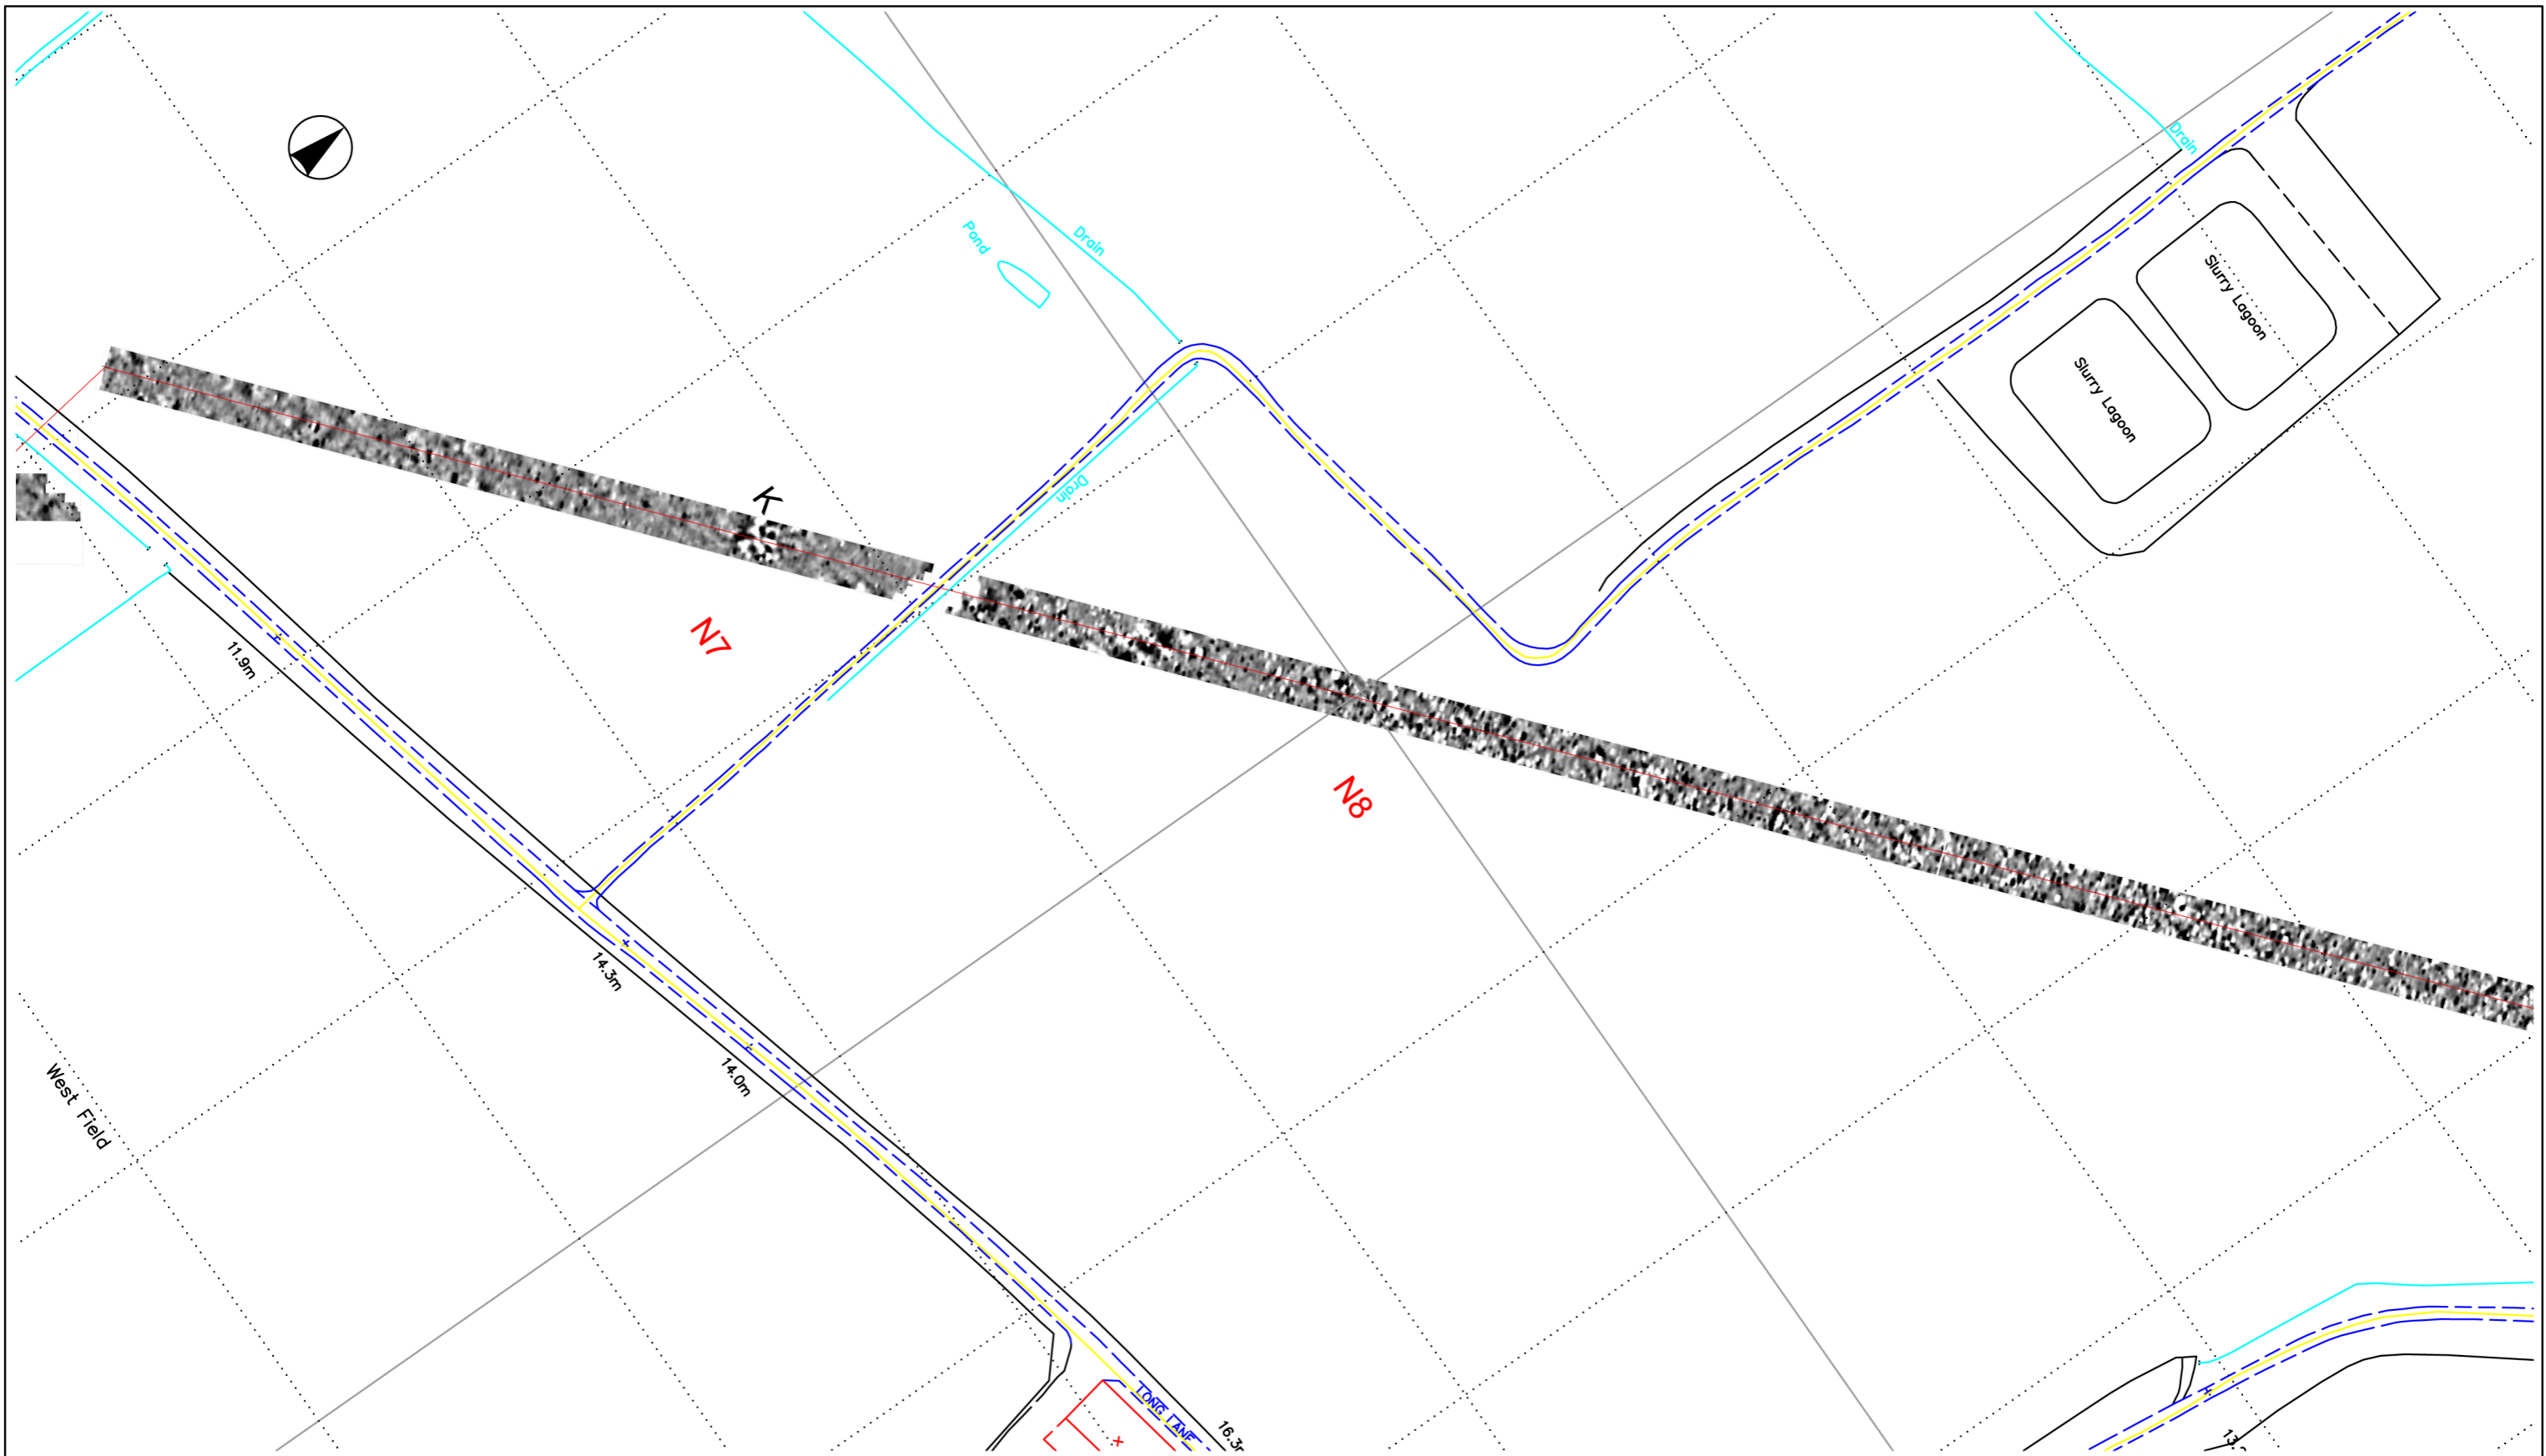 Drain
Pond
Drain
Slurry Lagoon
Slurry Lagoon
K
Drain
N7
11.9m
N8
14.3m
14.0m
West Field
LONG LANE